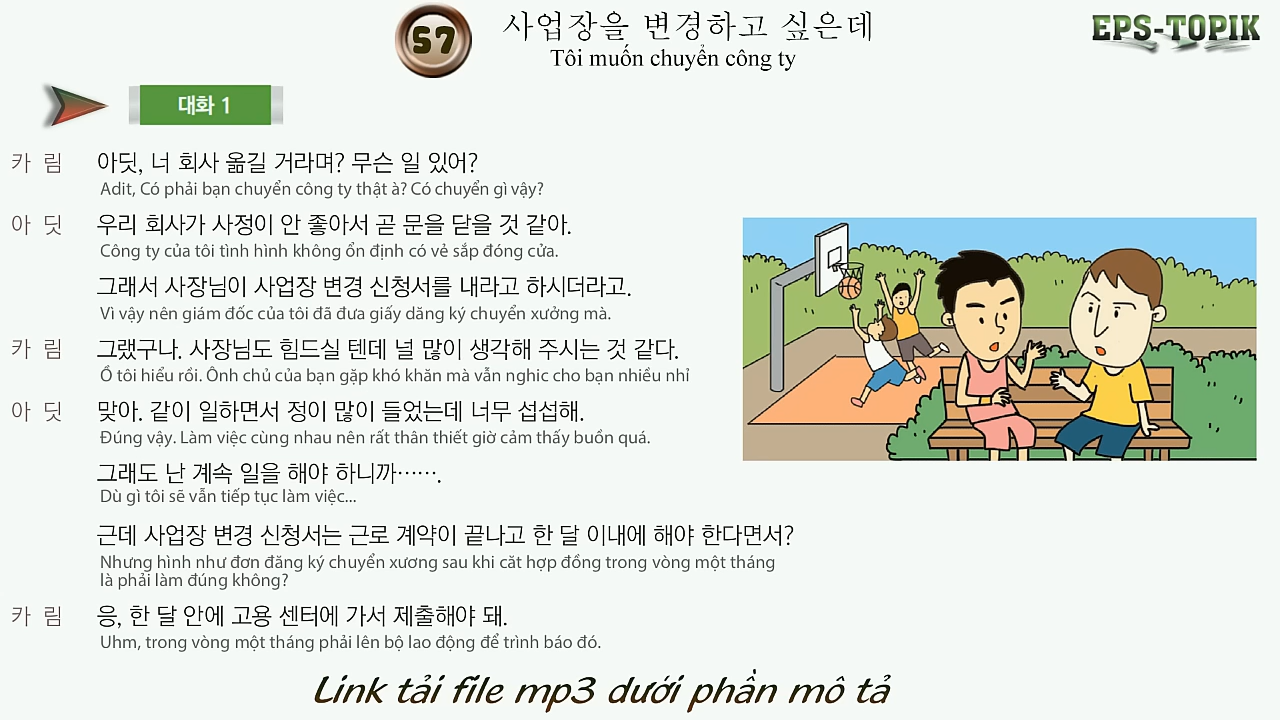 57
사업장을 변경하고 싶은데
Tôi muốn chuyển công ty
EPS-TOPIK
대화 1
카 림 아딧, 너 회사 옮길 거라며? 무슨 일 있어?
Adit, Có phải bạn chuyển công ty thật à? Có chuyển gì vậy?
아 딧 우리 회사가 사정이 안 좋아서 곧 문을 닫을 것 같아.
Công ty của tôi tình hình không ổn định có vẻ sắp đóng cửa.
그래서 사장님이 사업장 변경 신청서를 내라고 하시더라고.
Vì vậy nên giám đốc của tôi đã đưa giấy dăng ký chuyển xưởng mà.
카 림 그랬구나. 사장님도 힘드실 텐데 널 많이 생각해 주시는 것 같다.
Ồ tôi hiểu rồi. Ônh chủ của bạn gặp khó khăn mà vẫn nghic cho bạn nhiều nhỉ
아 딧 맞아. 같이 일하면서 정이 많이 들었는데 너무 섭섭해.
Đúng vậy. Làm việc cùng nhau nên rất thân thiết giờ cảm thấy buồn quá.
그래도 난 계속 일을 해야 하니까…….
Dù gì tôi sẽ vẫn tiếp tục làm việc...
근데 사업장 변경 신청서는 근로 계약이 끝나고 한 달 이내에 해야 한다면서?
Nhưng hình như đơn đăng ký chuyển xương sau khi căt hợp đồng trong vòng một tháng
là phải làm đúng không?
카 림 응, 한 달 안에 고용 센터에 가서 제출해야 돼.
Uhm, trong vòng một tháng phải lên bộ lao động để trình báo đó.
Link tải file mp3 dưới phần mô tả